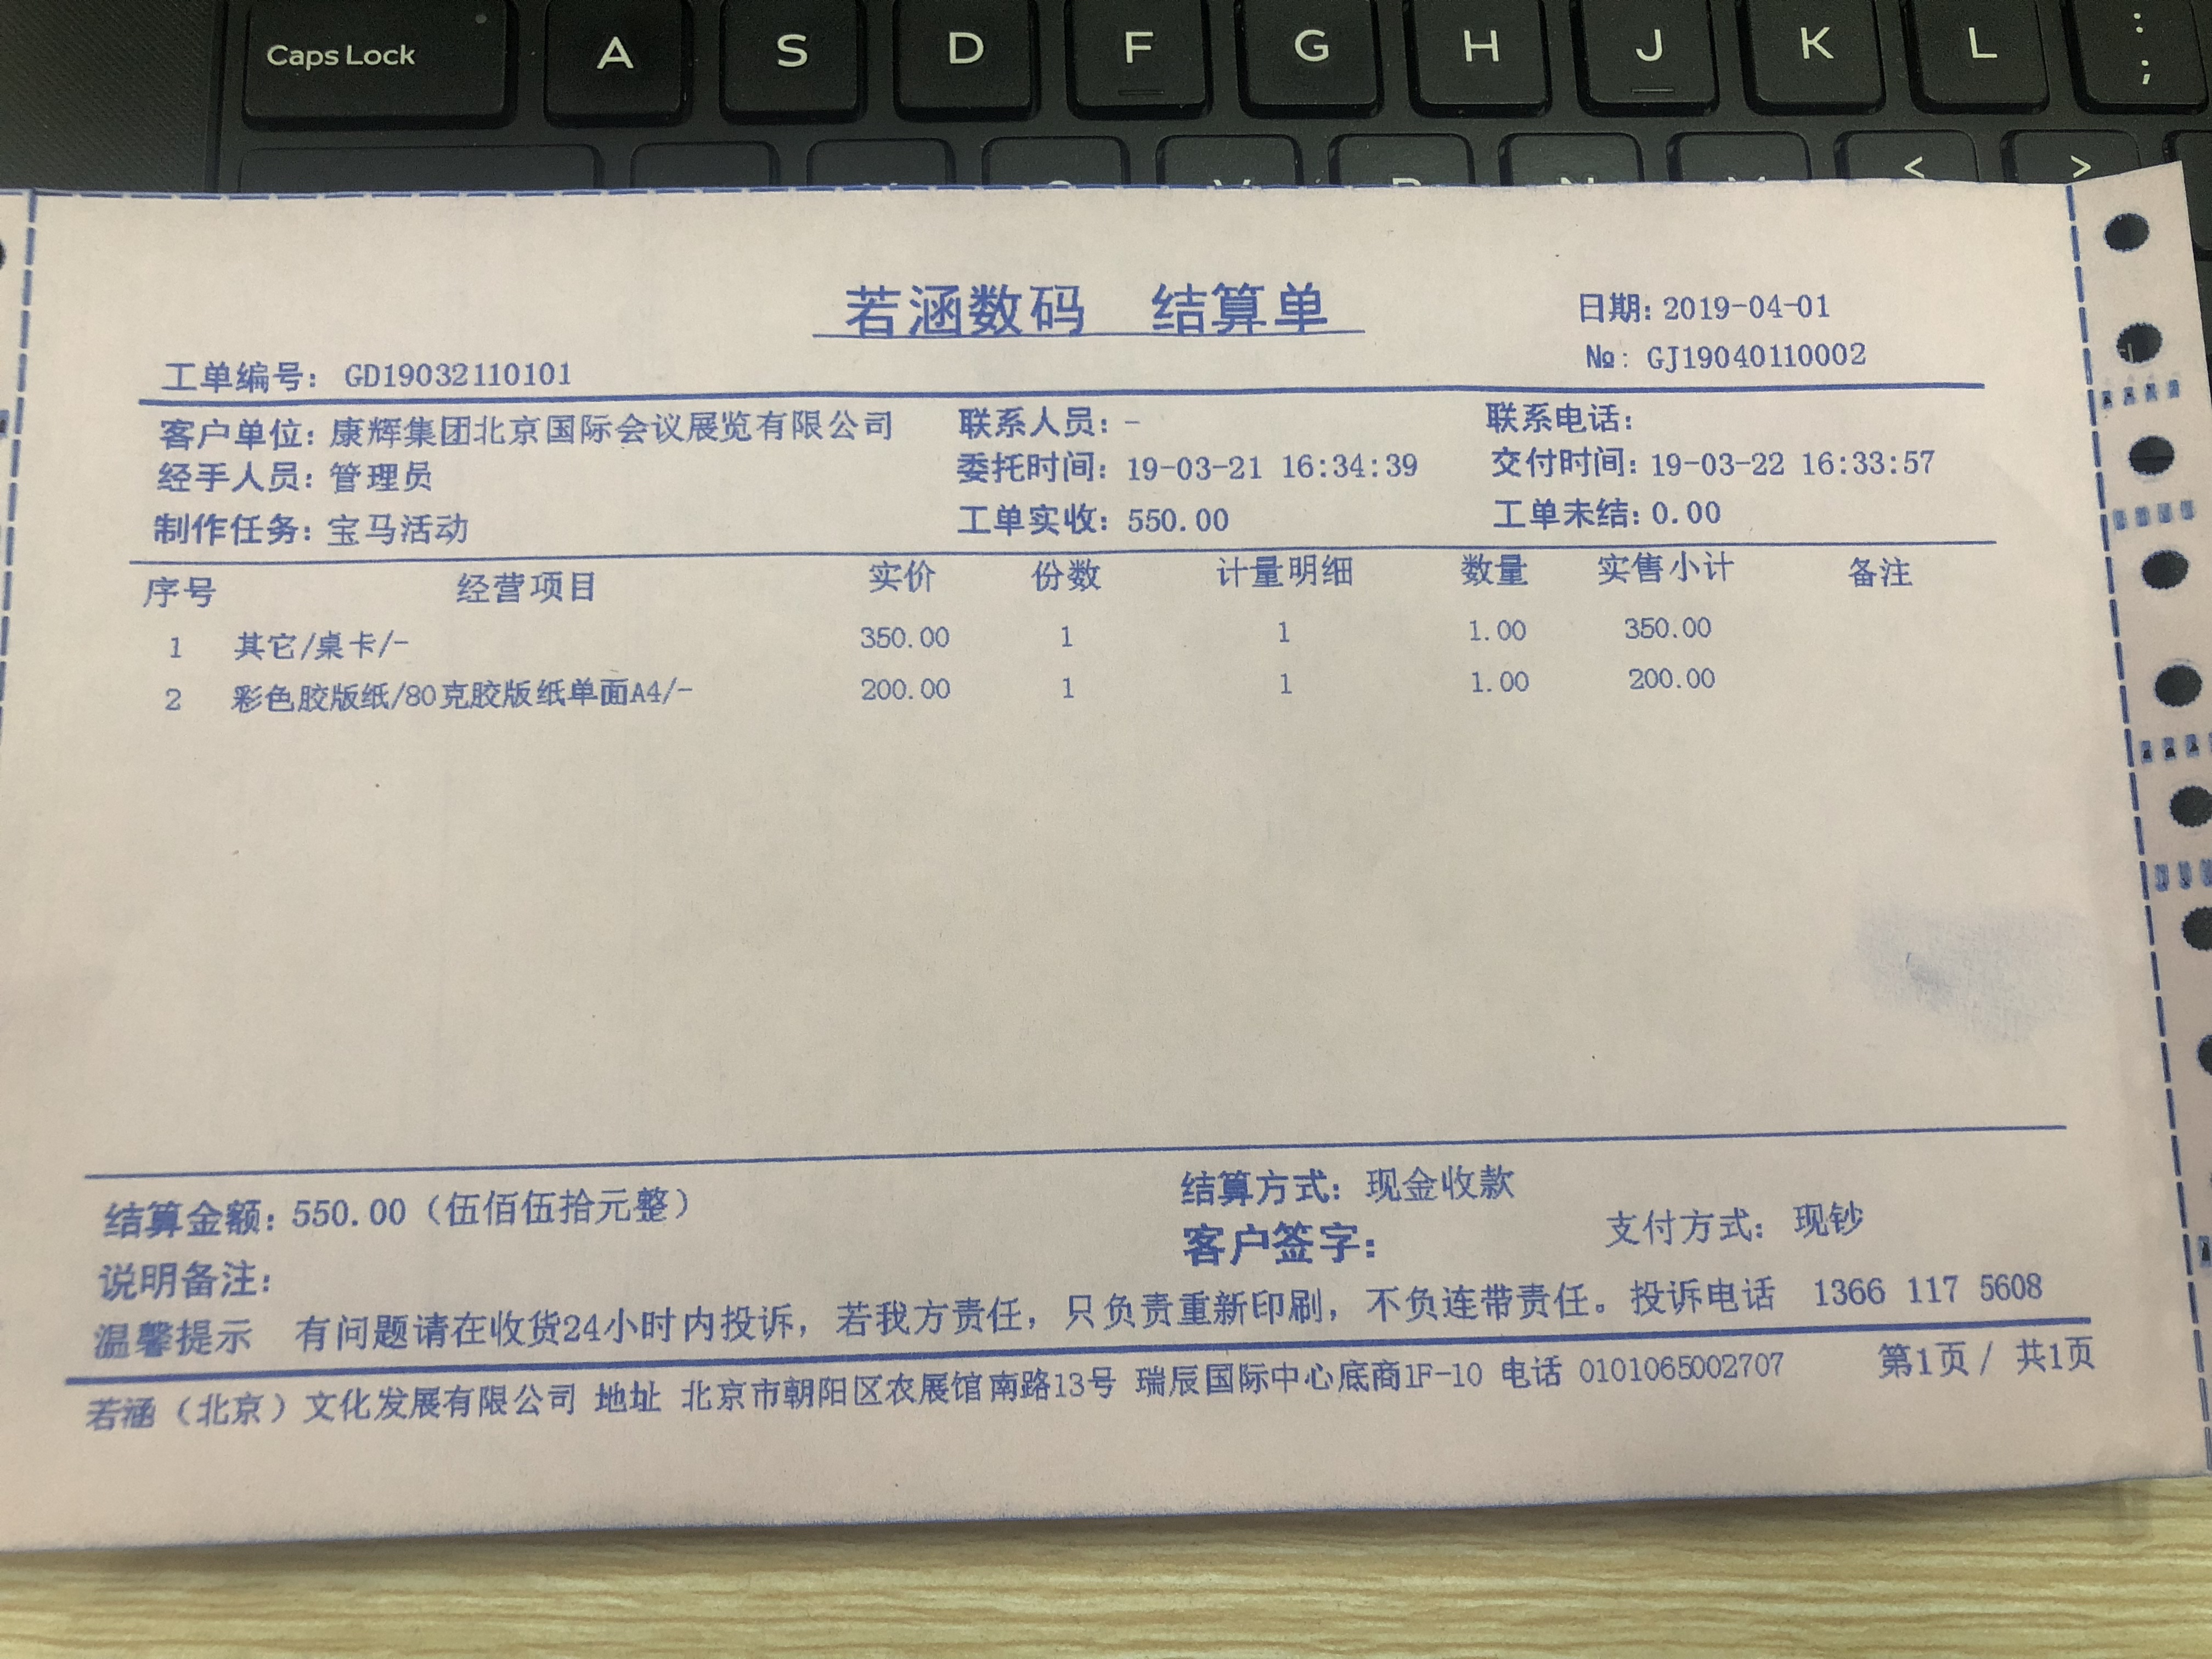 Caps Lock A S D F G H J K L : ;
< >
若涵数码 结算单
日期: 2019-04-01
工单编号: GD19032110101
№: GJ19040110002
客户单位: 康辉集团北京国际会议展览有限公司 联系人员: - 联系电话:
经手人员: 管理员 委托时间: 19-03-21 16:34:39 交付时间: 19-03-22 16:33:57
制作任务: 宝马活动 工单实收: 550.00 工单未结: 0.00
序号 经营项目 实价 份数 计量明细 数量 实售小计 备注
1 其它/桌卡/- 350.00 1 1 1.00 350.00
2 彩色胶版纸/80克胶版纸单面A4/- 200.00 1 1 1.00 200.00
结算金额: 550.00（伍佰伍拾元整） 结算方式: 现金收款
客户签字: 支付方式: 现钞
说明备注:
温馨提示 有问题请在收货24小时内投诉，若我方责任，只负责重新印刷，不负连带责任。投诉电话 1366 117 5608
若涵（北京）文化发展有限公司 地址 北京市朝阳区农展馆南路13号 瑞辰国际中心底商1F-10 电话 0101065002707 第1页/ 共1页